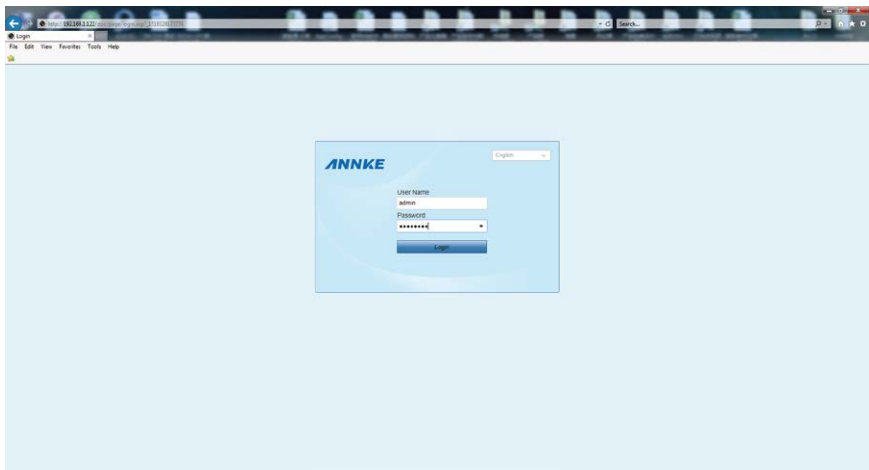 Search...
Login
File Edit View Favorites Tools Help
ANNKE
English
User Name
admin
Password
Login